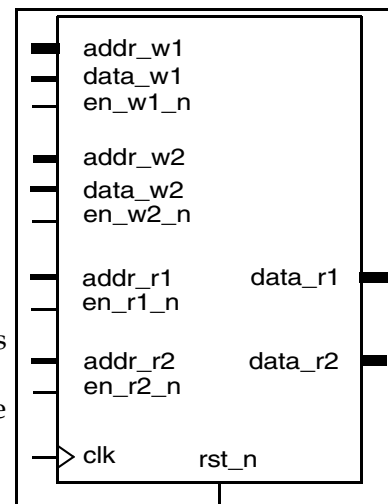 addr_w1
data_w1
en_w1_n
addr_w2
data_w2
en_w2_n
addr_r1 data_r1
en_r1_n
s
addr_r2 data_r2
en_r2_n
e
clk rst_n